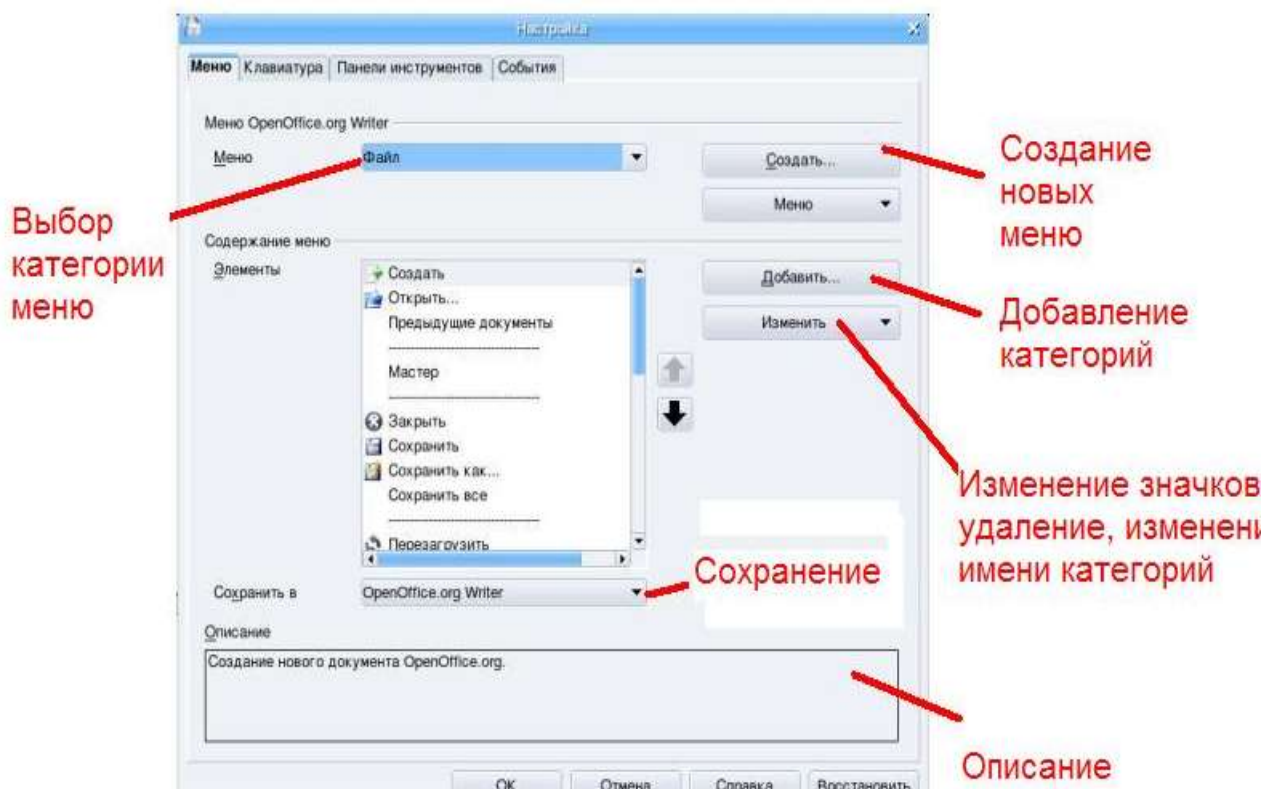 Настройка
Меню Клавиатура Панели инструментов События
Меню OpenOffice.org Writer
Меню
Файл
Создать...
Меню
Содержание меню
Элементы
Создать
Открыть...
Предыдущие документы
Мастер
Закрыть
Сохранить
Сохранить как...
Сохранить все
Перезагрузить
Добавить...
Изменить
Сохранить в
OpenOffice.org Writer
Описание
Создание нового документа OpenOffice.org.
OK Отмена Справка Восстановить
Выбор
категории
меню
Создание
новых
меню
Добавление
категорий
Изменение значков
удаление, изменени
имени категорий
Сохранение
Описание